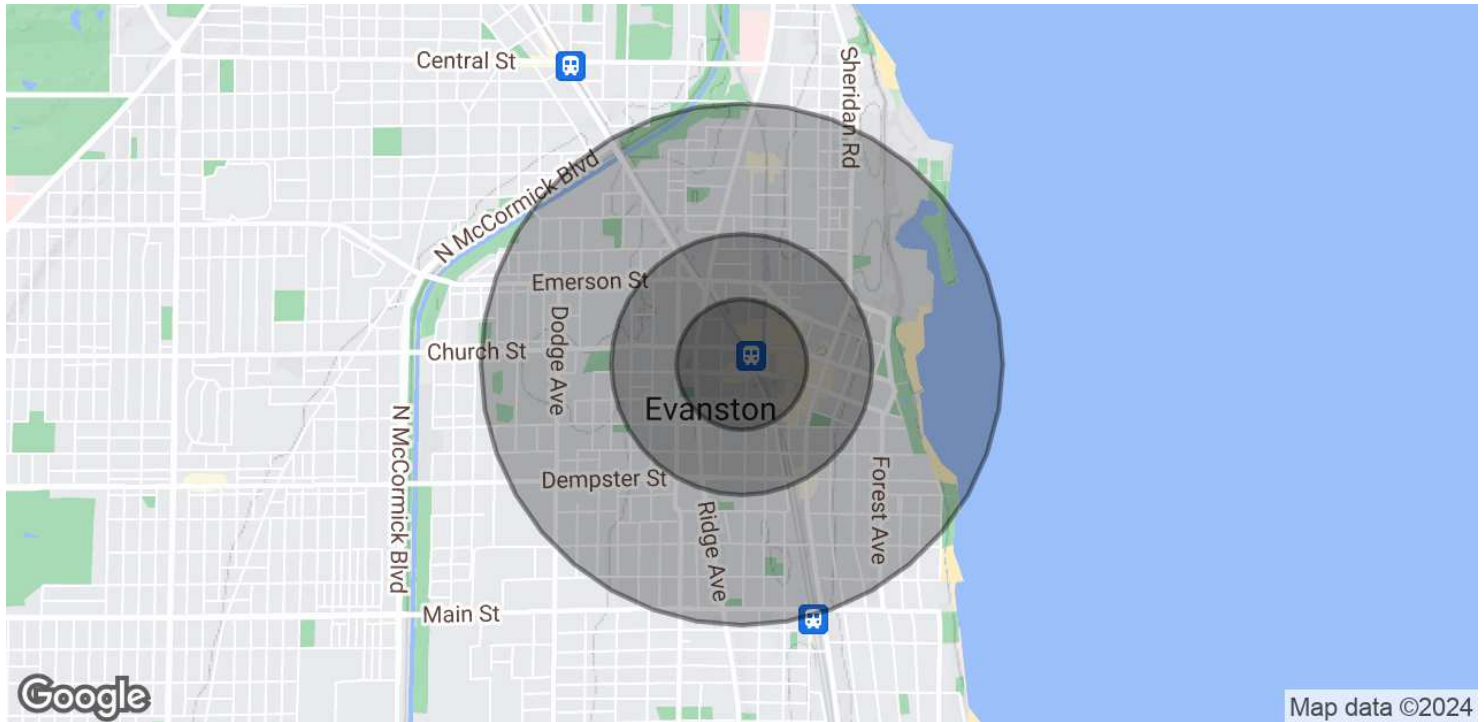 Central St
Sheridan Rd
N McCormick Blvd
Emerson St
Dodge Ave
Church St
Evanston
N McCormick Blvd
Dempster St
Forest Ave
Ridge Ave
Main St
Google
Map data ©2024